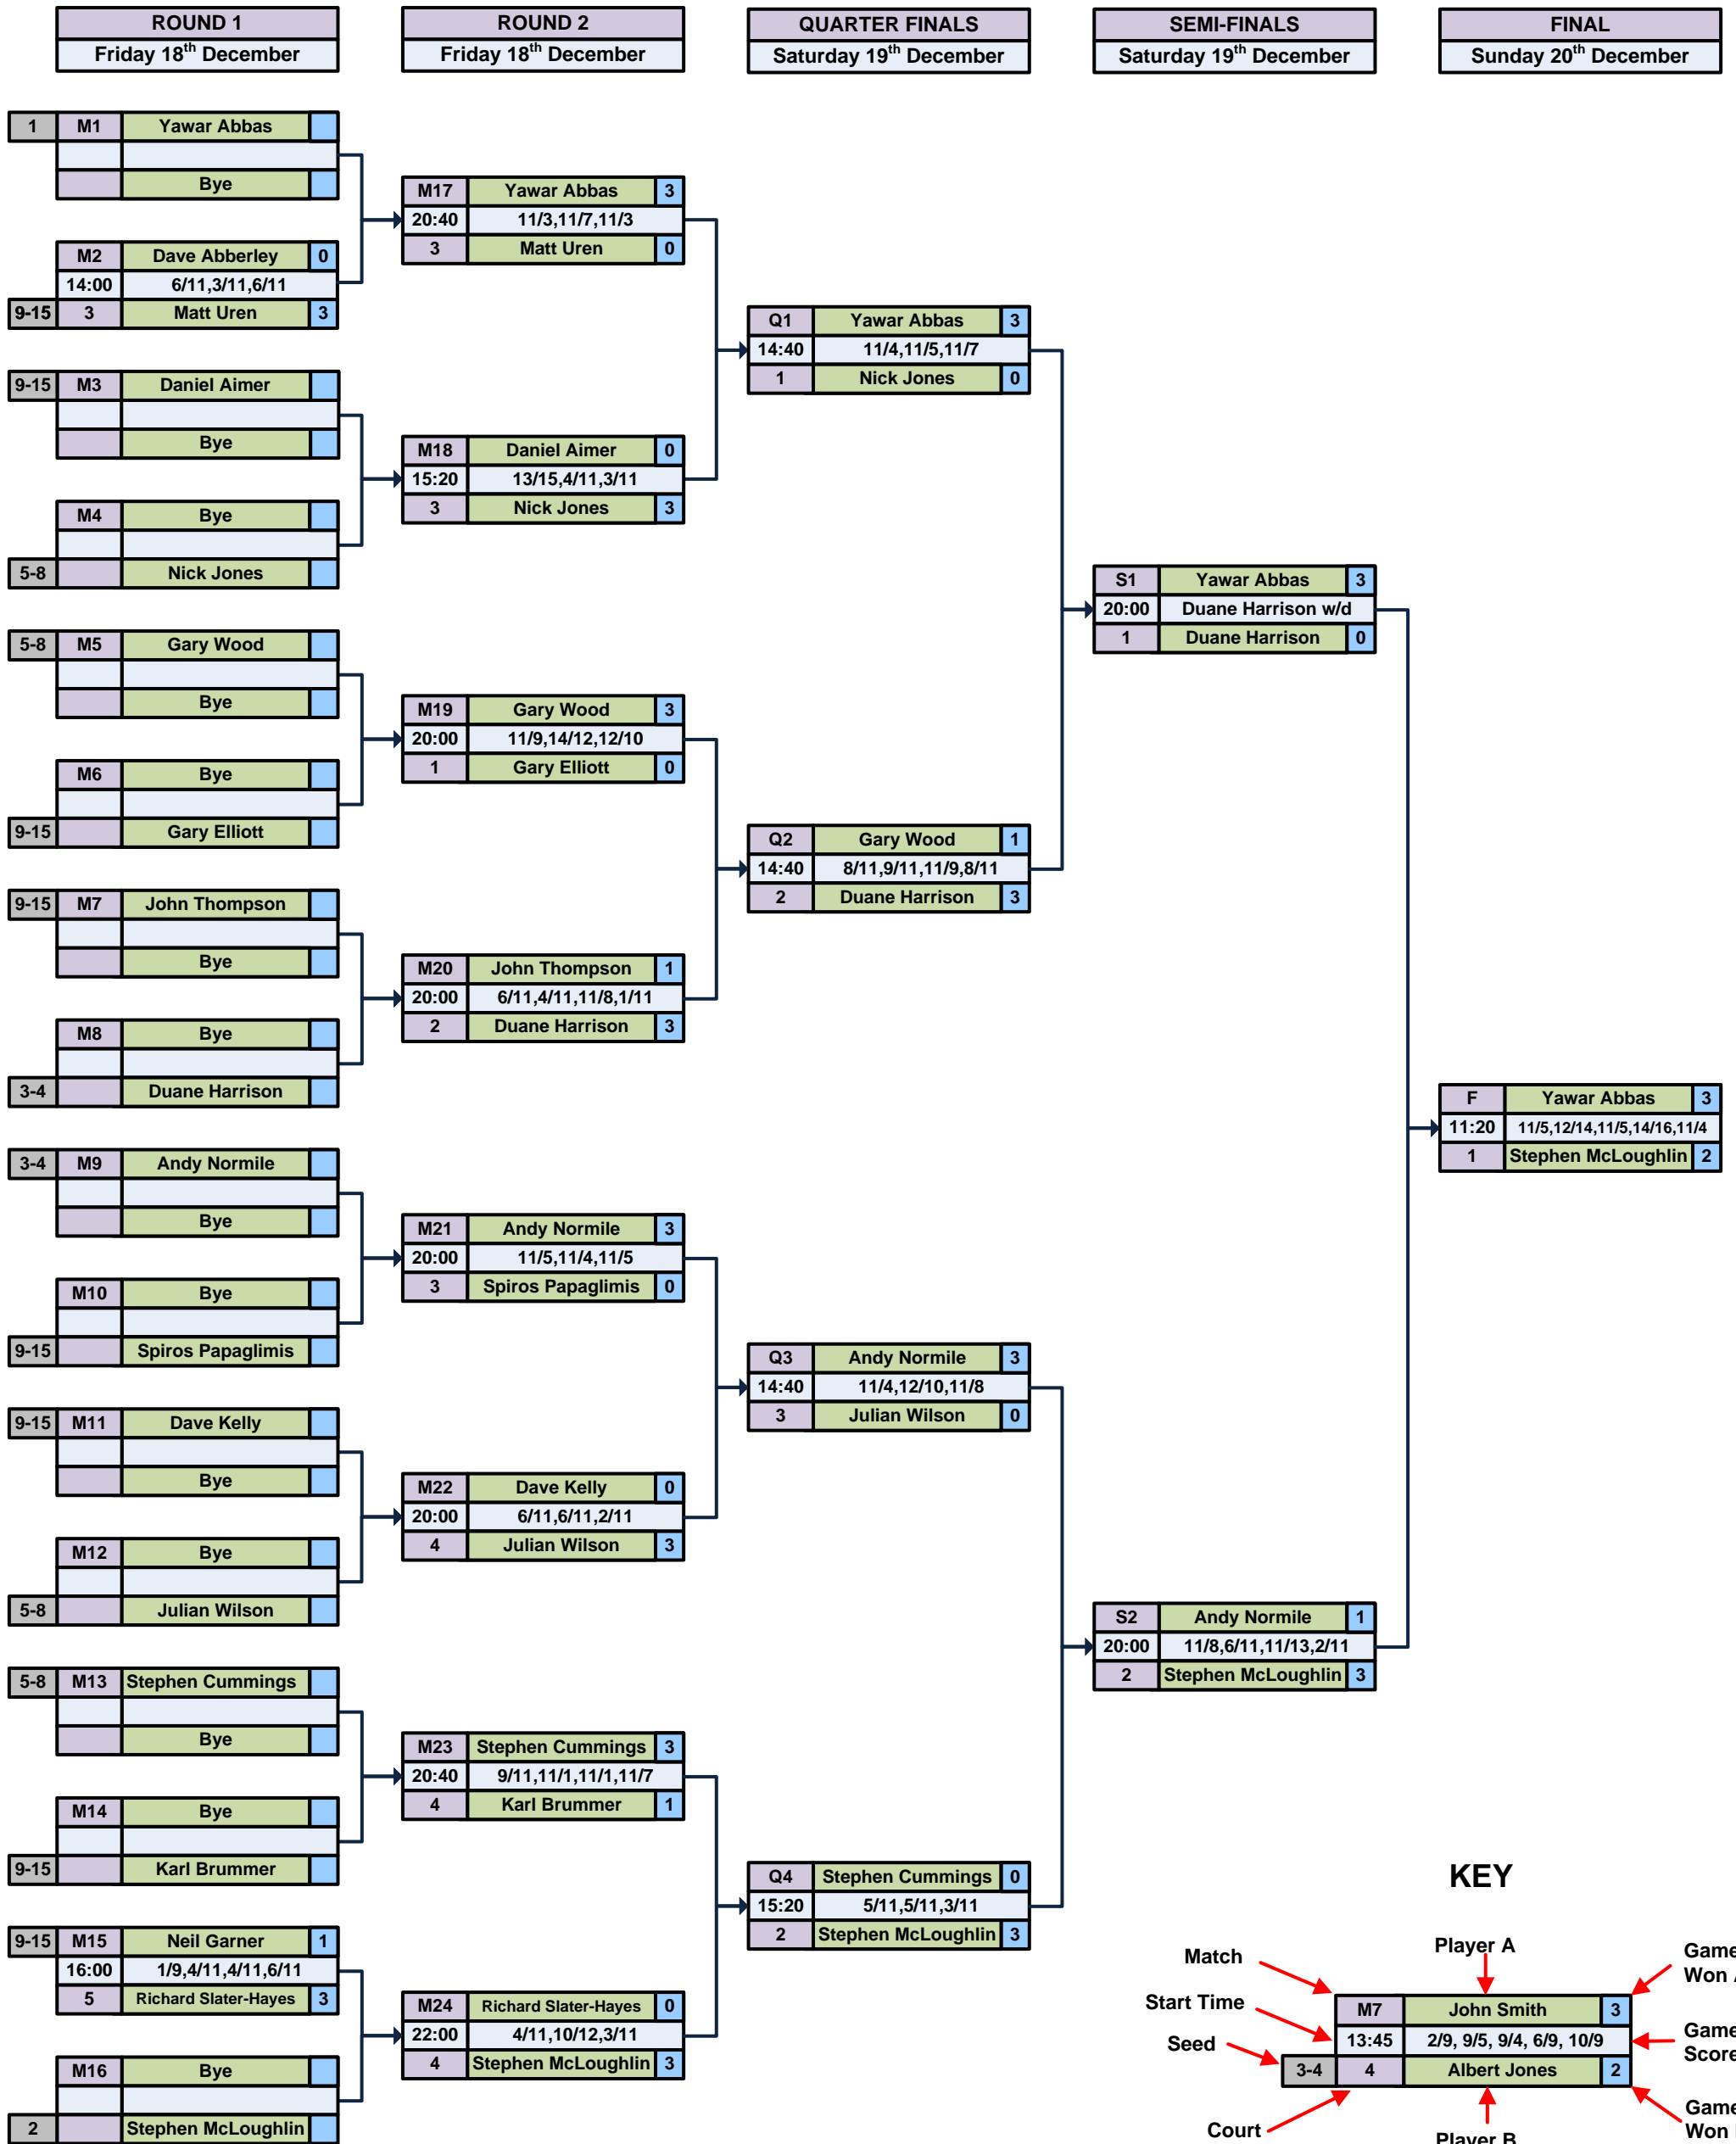 ROUND 1
Friday 18th December
ROUND 2
Friday 18th December
QUARTER FINALS
Saturday 19th December
SEMI-FINALS
Saturday 19th December
FINAL
Sunday 20th December
1 M1 Yawar Abbas
Bye
M2 Dave Abberley 0
14:00 6/11,3/11,6/11
9-15 3 Matt Uren 3
9-15 M3 Daniel Aimer
Bye
M4 Bye
5-8 Nick Jones
5-8 M5 Gary Wood
Bye
M6 Bye
9-15 Gary Elliott
9-15 M7 John Thompson
Bye
M8 Bye
3-4 Duane Harrison
3-4 M9 Andy Normile
Bye
M10 Bye
9-15 Spiros Papaglimis
9-15 M11 Dave Kelly
Bye
M12 Bye
5-8 Julian Wilson
5-8 M13 Stephen Cummings
Bye
M14 Bye
9-15 Karl Brummer
9-15 M15 Neil Garner 1
16:00 1/9,4/11,4/11,6/11
5 Richard Slater-Hayes 3
M16 Bye
2 Stephen McLoughlin
M17 Yawar Abbas 3
20:40 11/3,11/7,11/3
3 Matt Uren 0
M18 Daniel Aimer 0
15:20 13/15,4/11,3/11
3 Nick Jones 3
M19 Gary Wood 3
20:00 11/9,14/12,12/10
1 Gary Elliott 0
M20 John Thompson 1
20:00 6/11,4/11,11/8,1/11
2 Duane Harrison 3
M21 Andy Normile 3
20:00 11/5,11/4,11/5
3 Spiros Papaglimis 0
M22 Dave Kelly 0
20:00 6/11,6/11,2/11
4 Julian Wilson 3
M23 Stephen Cummings 3
20:40 9/11,11/1,11/1,11/7
4 Karl Brummer 1
M24 Richard Slater-Hayes 0
22:00 4/11,10/12,3/11
4 Stephen McLoughlin 3
Q1 Yawar Abbas 3
14:40 11/4,11/5,11/7
1 Nick Jones 0
Q2 Gary Wood 1
14:40 8/11,9/11,11/9,8/11
2 Duane Harrison 3
Q3 Andy Normile 3
14:40 11/4,12/10,11/8
3 Julian Wilson 0
Q4 Stephen Cummings 0
15:20 5/11,5/11,3/11
2 Stephen McLoughlin 3
S1 Yawar Abbas 3
20:00 Duane Harrison w/d
1 Duane Harrison 0
S2 Andy Normile 1
20:00 11/8,6/11,11/13,2/11
2 Stephen McLoughlin 3
F Yawar Abbas 3
11:20 11/5,12/14,11/5,14/16,11/4
1 Stephen McLoughlin 2
KEY
Match
Player A
Game
Won
Start Time
M7 John Smith 3
13:45 2/9, 9/5, 9/4, 6/9, 10/9
Game
Score
Seed
3-4 4 Albert Jones 2
Court
Player B
Game
Won